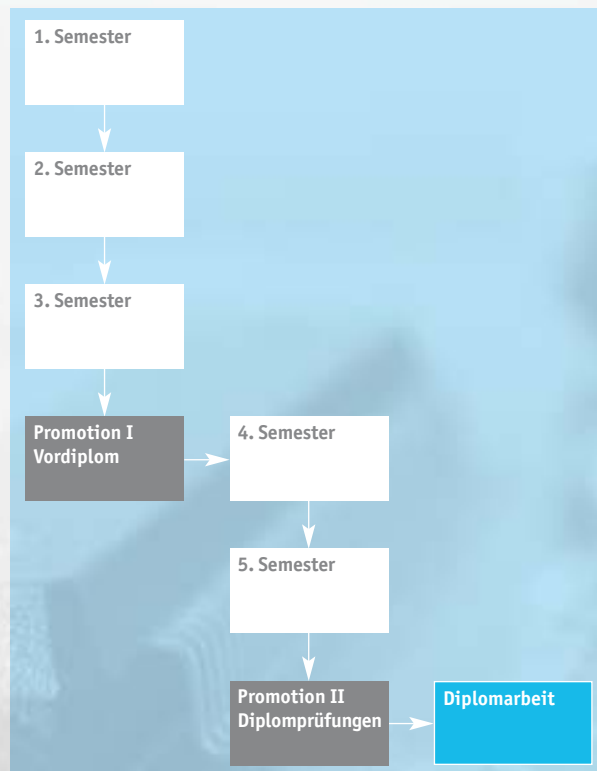 1. Semester
2. Semester
3. Semester
Promotion I
Vordiplom
4. Semester
5. Semester
Promotion II
Diplomprüfungen
Diplomarbeit